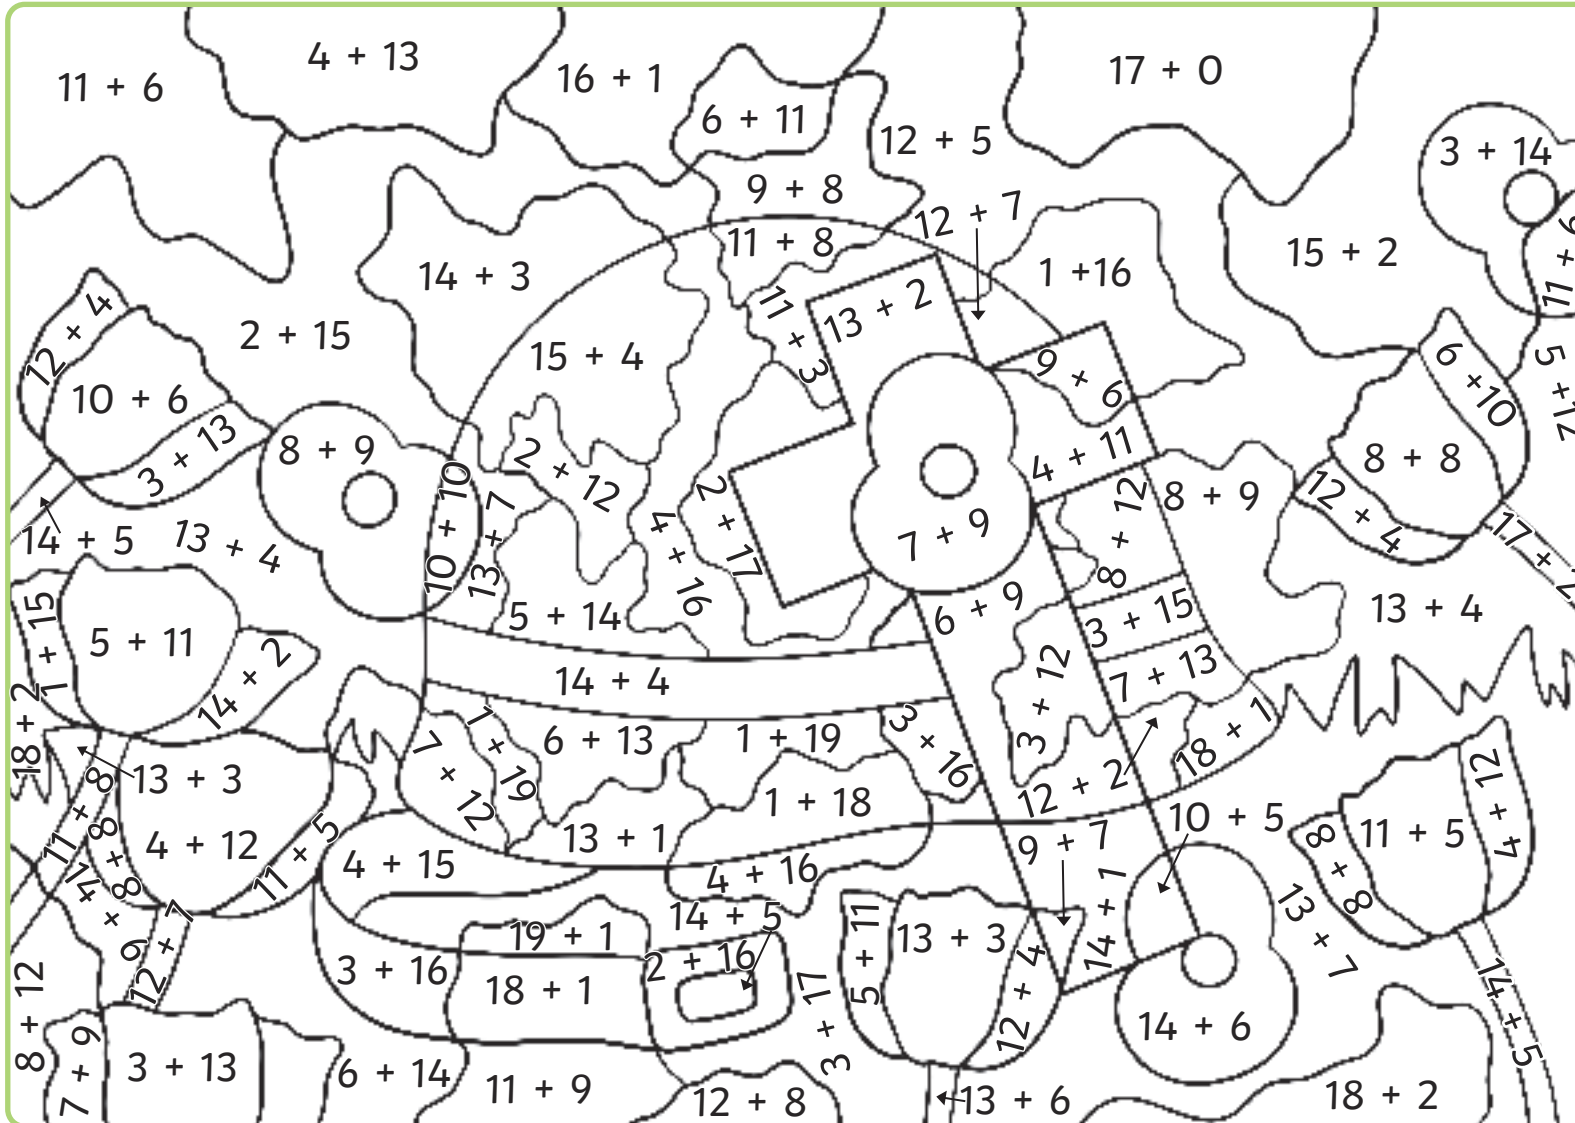 11 + 6
4 + 13
16 + 1
6 + 11
12 + 5
17 + 0
3 + 14
9 + 8
12 + 7
11 + 8
14 + 3
1 +16
15 + 2
12 + 4
2 + 15
15 + 4
11 + 3
13 + 2
9 + 6
6 +10
10 + 6
3 + 13
8 + 9
2 + 12
4 + 11
8 + 9
8 + 8
12 + 4
10 + 10
13 + 7
4 + 16
2 + 17
7 + 9
8 + 12
14 + 5
13 + 4
5 + 14
6 + 9
3 + 15
13 + 4
1 + 15
5 + 11
14 + 2
14 + 4
3 + 12
7 + 13
18 + 2
13 + 3
7 × 12
1 × 19
6 + 13
1 + 19
3 × 16
12 + 2
18 + 1
11 + 8
8 + 8
4 + 12
11 + 5
4 + 15
13 + 1
1 + 18
4 + 16
9 + 7
10 + 5
8 + 8
11 + 5
12 + 4
14 × 6
12 + 7
19 + 1
14 + 5
2 + 16
3 + 16
18 + 1
3 + 17
5 + 11
13 + 3
12 + 4
14 + 1
14 + 6
13 × 7
14 + 5
8 + 12
7 + 9
3 + 13
6 + 14
11 + 9
12 + 8
13 + 6
18 + 2